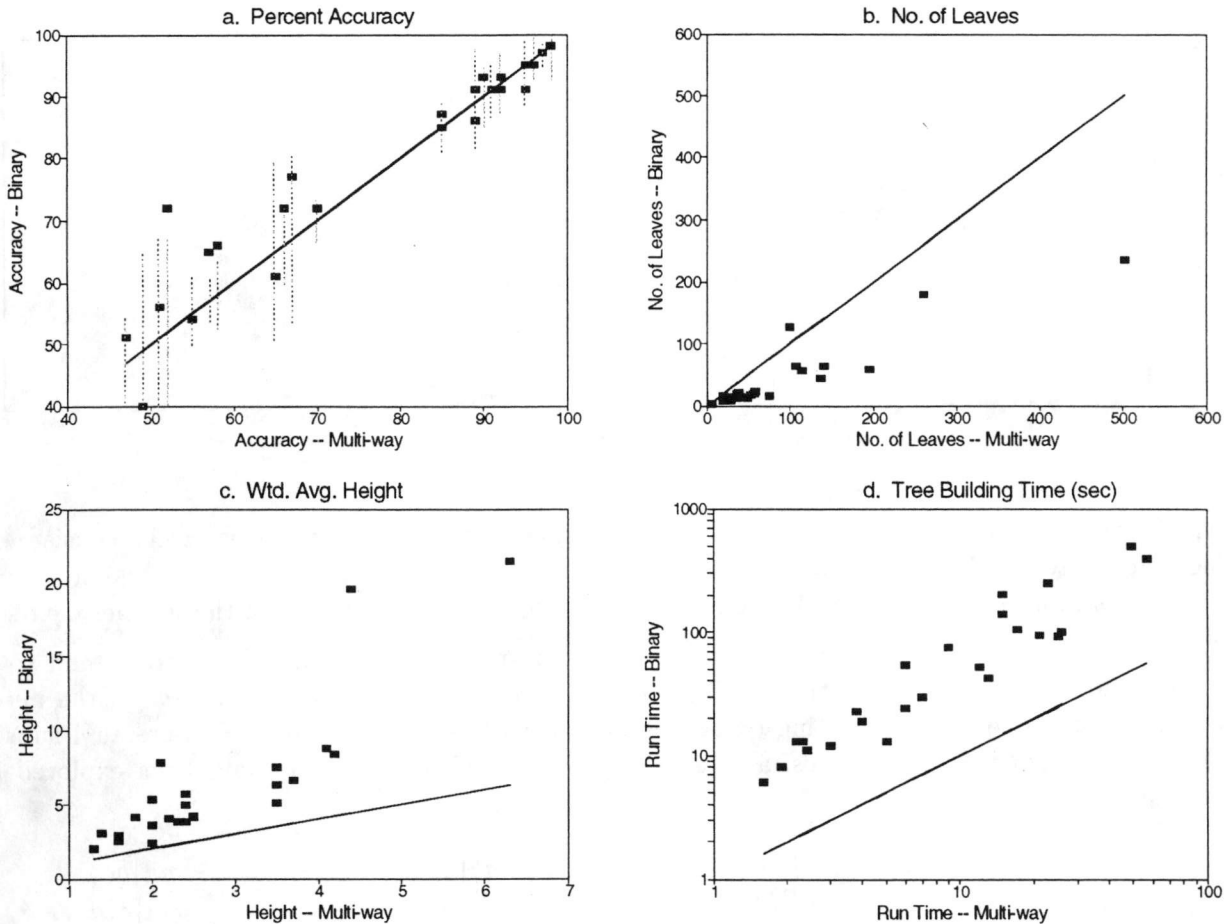 a. Percent Accuracy
100
90
80
70
60
50
40
40 50 60 70 80 90 100
Accuracy -- Binary
Accuracy -- Multi-way
b. No. of Leaves
600
500
400
300
200
100
0
0 100 200 300 400 500 600
No. of Leaves -- Binary
No. of Leaves -- Multi-way
c. Wtd. Avg. Height
25
20
15
10
5
0
1 2 3 4 5 6 7
Height -- Binary
Height -- Multi-way
d. Tree Building Time (sec)
1000
100
10
1
1 10 100
Run Time -- Binary
Run Time -- Multi-way